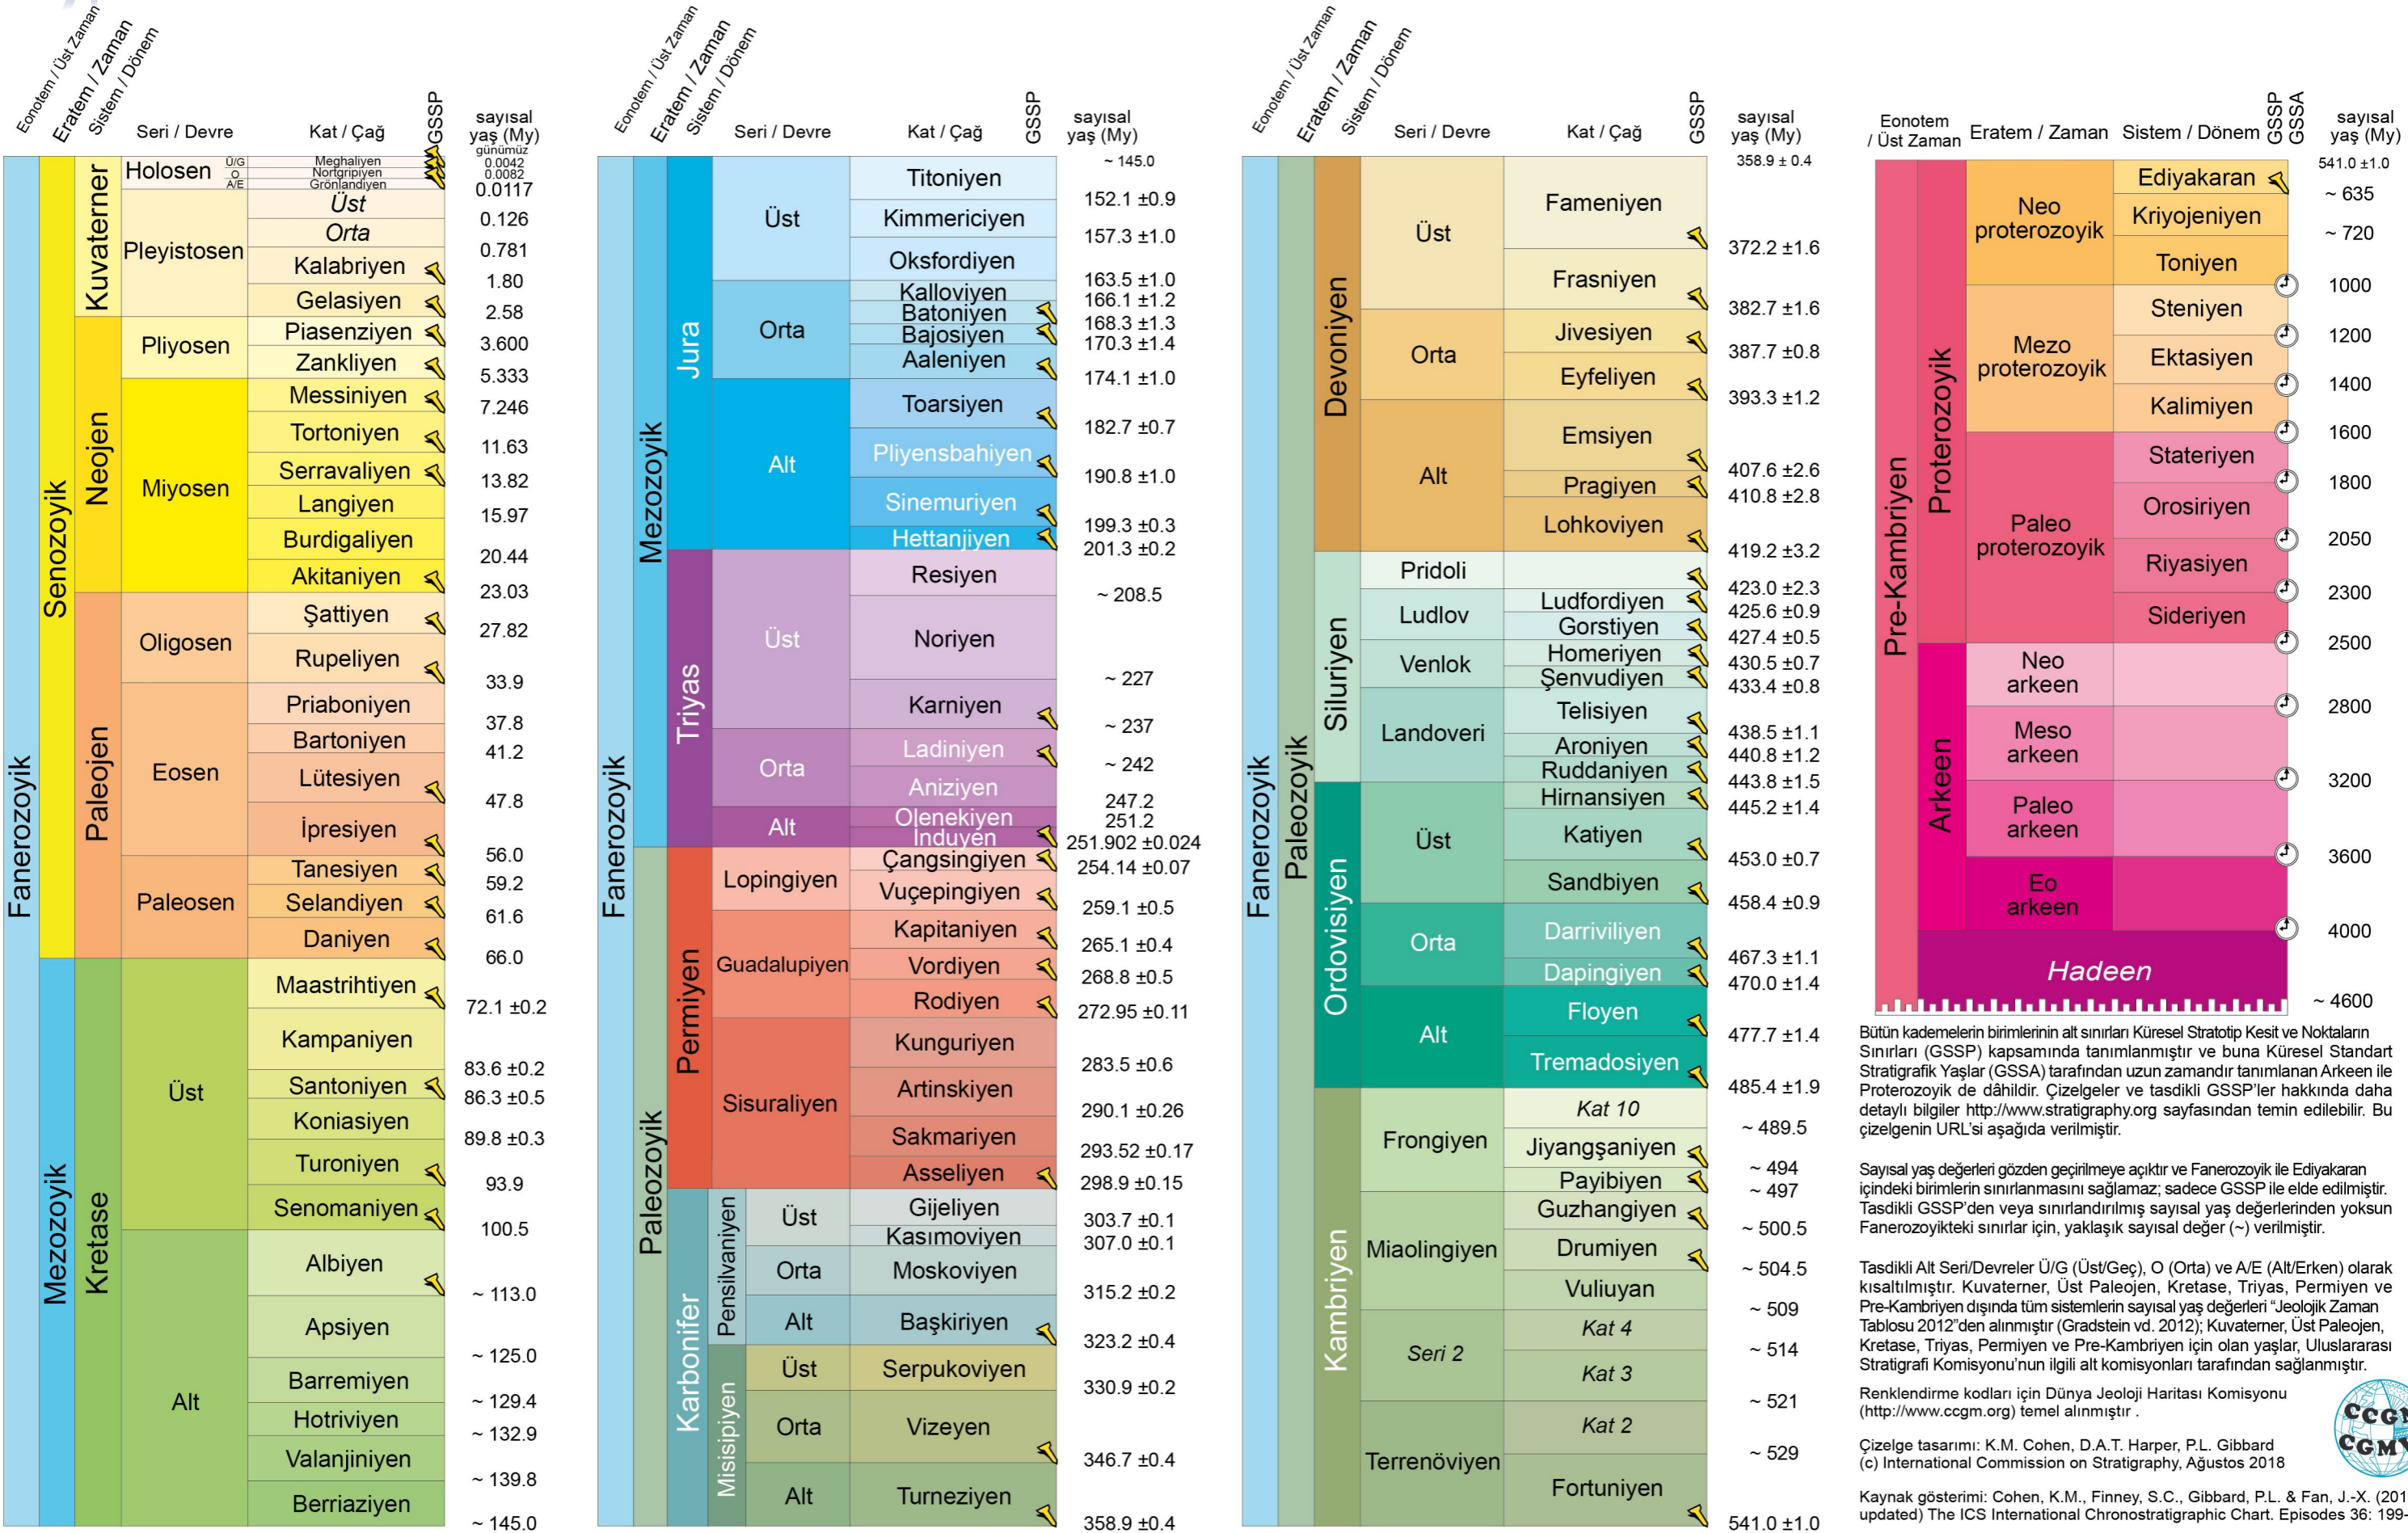 Eonotem / Üst Zaman
Eratem / Zaman
Sistem / Dönem
Seri / Devre
Kat / Çağ
GSSP
sayısal
yaş (My)
Fanerozoyik
Senozoyik
Mezozoyik
Kuvaterner
Neojen
Paleojen
Kretase
Holosen
Ü/G
O
A/E
Pleyistosen
Pliyosen
Miyosen
Oligosen
Eosen
Paleosen
Üst
Alt
günümüz
Meghaliyen 0.0042
Nortgripiyen 0.0082
Grönlandiyen 0.0117
Üst 0.126
Orta 0.781
Kalabriyen 1.80
Gelasiyen 2.58
Piasenziyen 3.600
Zankliyen 5.333
Messiniyen 7.246
Tortoniyen 11.63
Serravaliyen 13.82
Langiyen 15.97
Burdigaliyen 20.44
Akitaniyen 23.03
Şattiyen 27.82
Rupeliyen 33.9
Priaboniyen 37.8
Bartoniyen 41.2
Lütesiyen 47.8
İpresiyen 56.0
Tanesiyen 59.2
Selandiyen 61.6
Daniyen 66.0
Maastrihtiyen 72.1 ±0.2
Kampaniyen 83.6 ±0.2
Santoniyen 86.3 ±0.5
Koniasiyen 89.8 ±0.3
Turoniyen 93.9
Senomaniyen 100.5
Albiyen ~ 113.0
Apsiyen ~ 125.0
Barremiyen ~ 129.4
Hotriviyen ~ 132.9
Valanjiniyen ~ 139.8
Berriaziyen ~ 145.0
Eonotem / Üst Zaman
Eratem / Zaman
Sistem / Dönem
Seri / Devre
Kat / Çağ
GSSP
sayısal
yaş (My)
Fanerozoyik
Mezozoyik
Paleozoyik
Jura
Triyas
Permiyen
Karbonifer
Pensilvaniyen
Misisipiyen
Üst
Orta
Alt
Üst
Orta
Alt
Lopingiyen
Guadalupiyen
Sisuraliyen
Üst
Orta
Alt
Üst
Orta
Alt
~ 145.0
Titoniyen 152.1 ±0.9
Kimmericiyen 157.3 ±1.0
Oksfordiyen 163.5 ±1.0
Kalloviyen 166.1 ±1.2
Batoniyen 168.3 ±1.3
Bajosiyen 170.3 ±1.4
Aaleniyen 174.1 ±1.0
Toarsiyen 182.7 ±0.7
Pliyensbahiyen 190.8 ±1.0
Sinemuriyen 199.3 ±0.3
Hettanjiyen 201.3 ±0.2
Resiyen ~ 208.5
Noriyen ~ 227
Karniyen ~ 237
Ladiniyen ~ 242
Aniziyen 247.2
Olenekiyen 251.2
İnduyen 251.902 ±0.024
Çangsingiyen 254.14 ±0.07
Vuçepingiyen 259.1 ±0.5
Kapitaniyen 265.1 ±0.4
Vordiyen 268.8 ±0.5
Rodiyen 272.95 ±0.11
Kunguriyen 283.5 ±0.6
Artinskiyen 290.1 ±0.26
Sakmariyen 293.52 ±0.17
Asseliyen 298.9 ±0.15
Gijeliyen 303.7 ±0.1
Kasımoviyen 307.0 ±0.1
Moskoviyen 315.2 ±0.2
Başkiriyen 323.2 ±0.4
Serpukoviyen 330.9 ±0.2
Vizeyen 346.7 ±0.4
Turneziyen 358.9 ±0.4
Eonotem / Üst Zaman
Eratem / Zaman
Sistem / Dönem
Seri / Devre
Kat / Çağ
GSSP
sayısal
yaş (My)
Fanerozoyik
Paleozoyik
Devoniyen
Siluriyen
Ordovisiyen
Kambriyen
Üst
Orta
Alt
Pridoli
Ludlov
Venlok
Landoveri
Üst
Orta
Alt
Frongiyen
Miaolingiyen
Seri 2
Terrenöviyen
358.9 ± 0.4
Fameniyen 372.2 ±1.6
Frasniyen 382.7 ±1.6
Jivesiyen 387.7 ±0.8
Eyfeliyen 393.3 ±1.2
Emsiyen 407.6 ±2.6
Pragiyen 410.8 ±2.8
Lohkoviyen 419.2 ±3.2
423.0 ±2.3
Ludfordiyen 425.6 ±0.9
Gorstiyen 427.4 ±0.5
Homeriyen 430.5 ±0.7
Şenvudiyen 433.4 ±0.8
Telisiyen 438.5 ±1.1
Aroniyen 440.8 ±1.2
Ruddaniyen 443.8 ±1.5
Hirnansiyen 445.2 ±1.4
Katiyen 453.0 ±0.7
Sandbiyen 458.4 ±0.9
Darriviliyen 467.3 ±1.1
Dapingiyen 470.0 ±1.4
Floyen 477.7 ±1.4
Tremadosiyen 485.4 ±1.9
Kat 10 ~ 489.5
Jiyangşaniyen ~ 494
Payibiyen ~ 497
Guzhangiyen ~ 500.5
Drumiyen ~ 504.5
Vuliuyan ~ 509
Kat 4 ~ 514
Kat 3 ~ 521
Kat 2 ~ 529
Fortuniyen 541.0 ±1.0
Eonotem
/ Üst Zaman
Eratem / Zaman
Sistem / Dönem
GSSP
GSSA
sayısal
yaş (My)
Pre-Kambriyen
Proterozoyik
Arkeen
Hadeen
Neo
proterozoyik
Mezo
proterozoyik
Paleo
proterozoyik
Neo
arkeen
Meso
arkeen
Paleo
arkeen
Eo
arkeen
541.0 ±1.0
Ediyakaran ~ 635
Kriyojeniyen ~ 720
Toniyen 1000
Steniyen 1200
Ektasiyen 1400
Kalimiyen 1600
Stateriyen 1800
Orosiriyen 2050
Riyasiyen 2300
Sideriyen 2500
2800
3200
3600
4000
~ 4600
Bütün kademelerin birimlerinin alt sınırları Küresel Stratotip Kesit ve Noktaların
Sınırları (GSSP) kapsamında tanımlanmıştır ve buna Küresel Standart
Stratigrafik Yaşlar (GSSA) tarafından uzun zamandır tanımlanan Arkeen ile
Proterozoyik de dâhildir. Çizelgeler ve tasdikli GSSP'ler hakkında daha
detaylı bilgiler http://www.stratigraphy.org sayfasından temin edilebilir. Bu
çizelgenin URL'si aşağıda verilmiştir.
Sayısal yaş değerleri gözden geçirilmeye açıktır ve Fanerozoyik ile Ediyakaran
içindeki birimlerin sınırlanmasını sağlamaz; sadece GSSP ile elde edilmiştir.
Tasdikli GSSP'den veya sınırlandırılmış sayısal yaş değerlerinden yoksun
Fanerozoyikteki sınırlar için, yaklaşık sayısal değer (~) verilmiştir.
Tasdikli Alt Seri/Devreler Ü/G (Üst/Geç), O (Orta) ve A/E (Alt/Erken) olarak
kısaltılmıştır. Kuvaterner, Üst Paleojen, Kretase, Triyas, Permiyen ve
Pre-Kambriyen dışında tüm sistemlerin sayısal yaş değerleri "Jeolojik Zaman
Tablosu 2012"den alınmıştır (Gradstein vd. 2012); Kuvaterner, Üst Paleojen,
Kretase, Triyas, Permiyen ve Pre-Kambriyen için olan yaşlar, Uluslararası
Stratigrafi Komisyonu'nun ilgili alt komisyonları tarafından sağlanmıştır.
Renklendirme kodları için Dünya Jeoloji Haritası Komisyonu
(http://www.ccgm.org) temel alınmıştır .
Çizelge tasarımı: K.M. Cohen, D.A.T. Harper, P.L. Gibbard
(c) International Commission on Stratigraphy, Ağustos 2018
Kaynak gösterimi: Cohen, K.M., Finney, S.C., Gibbard, P.L. & Fan, J.-X. (201
updated) The ICS International Chronostratigraphic Chart. Episodes 36: 199